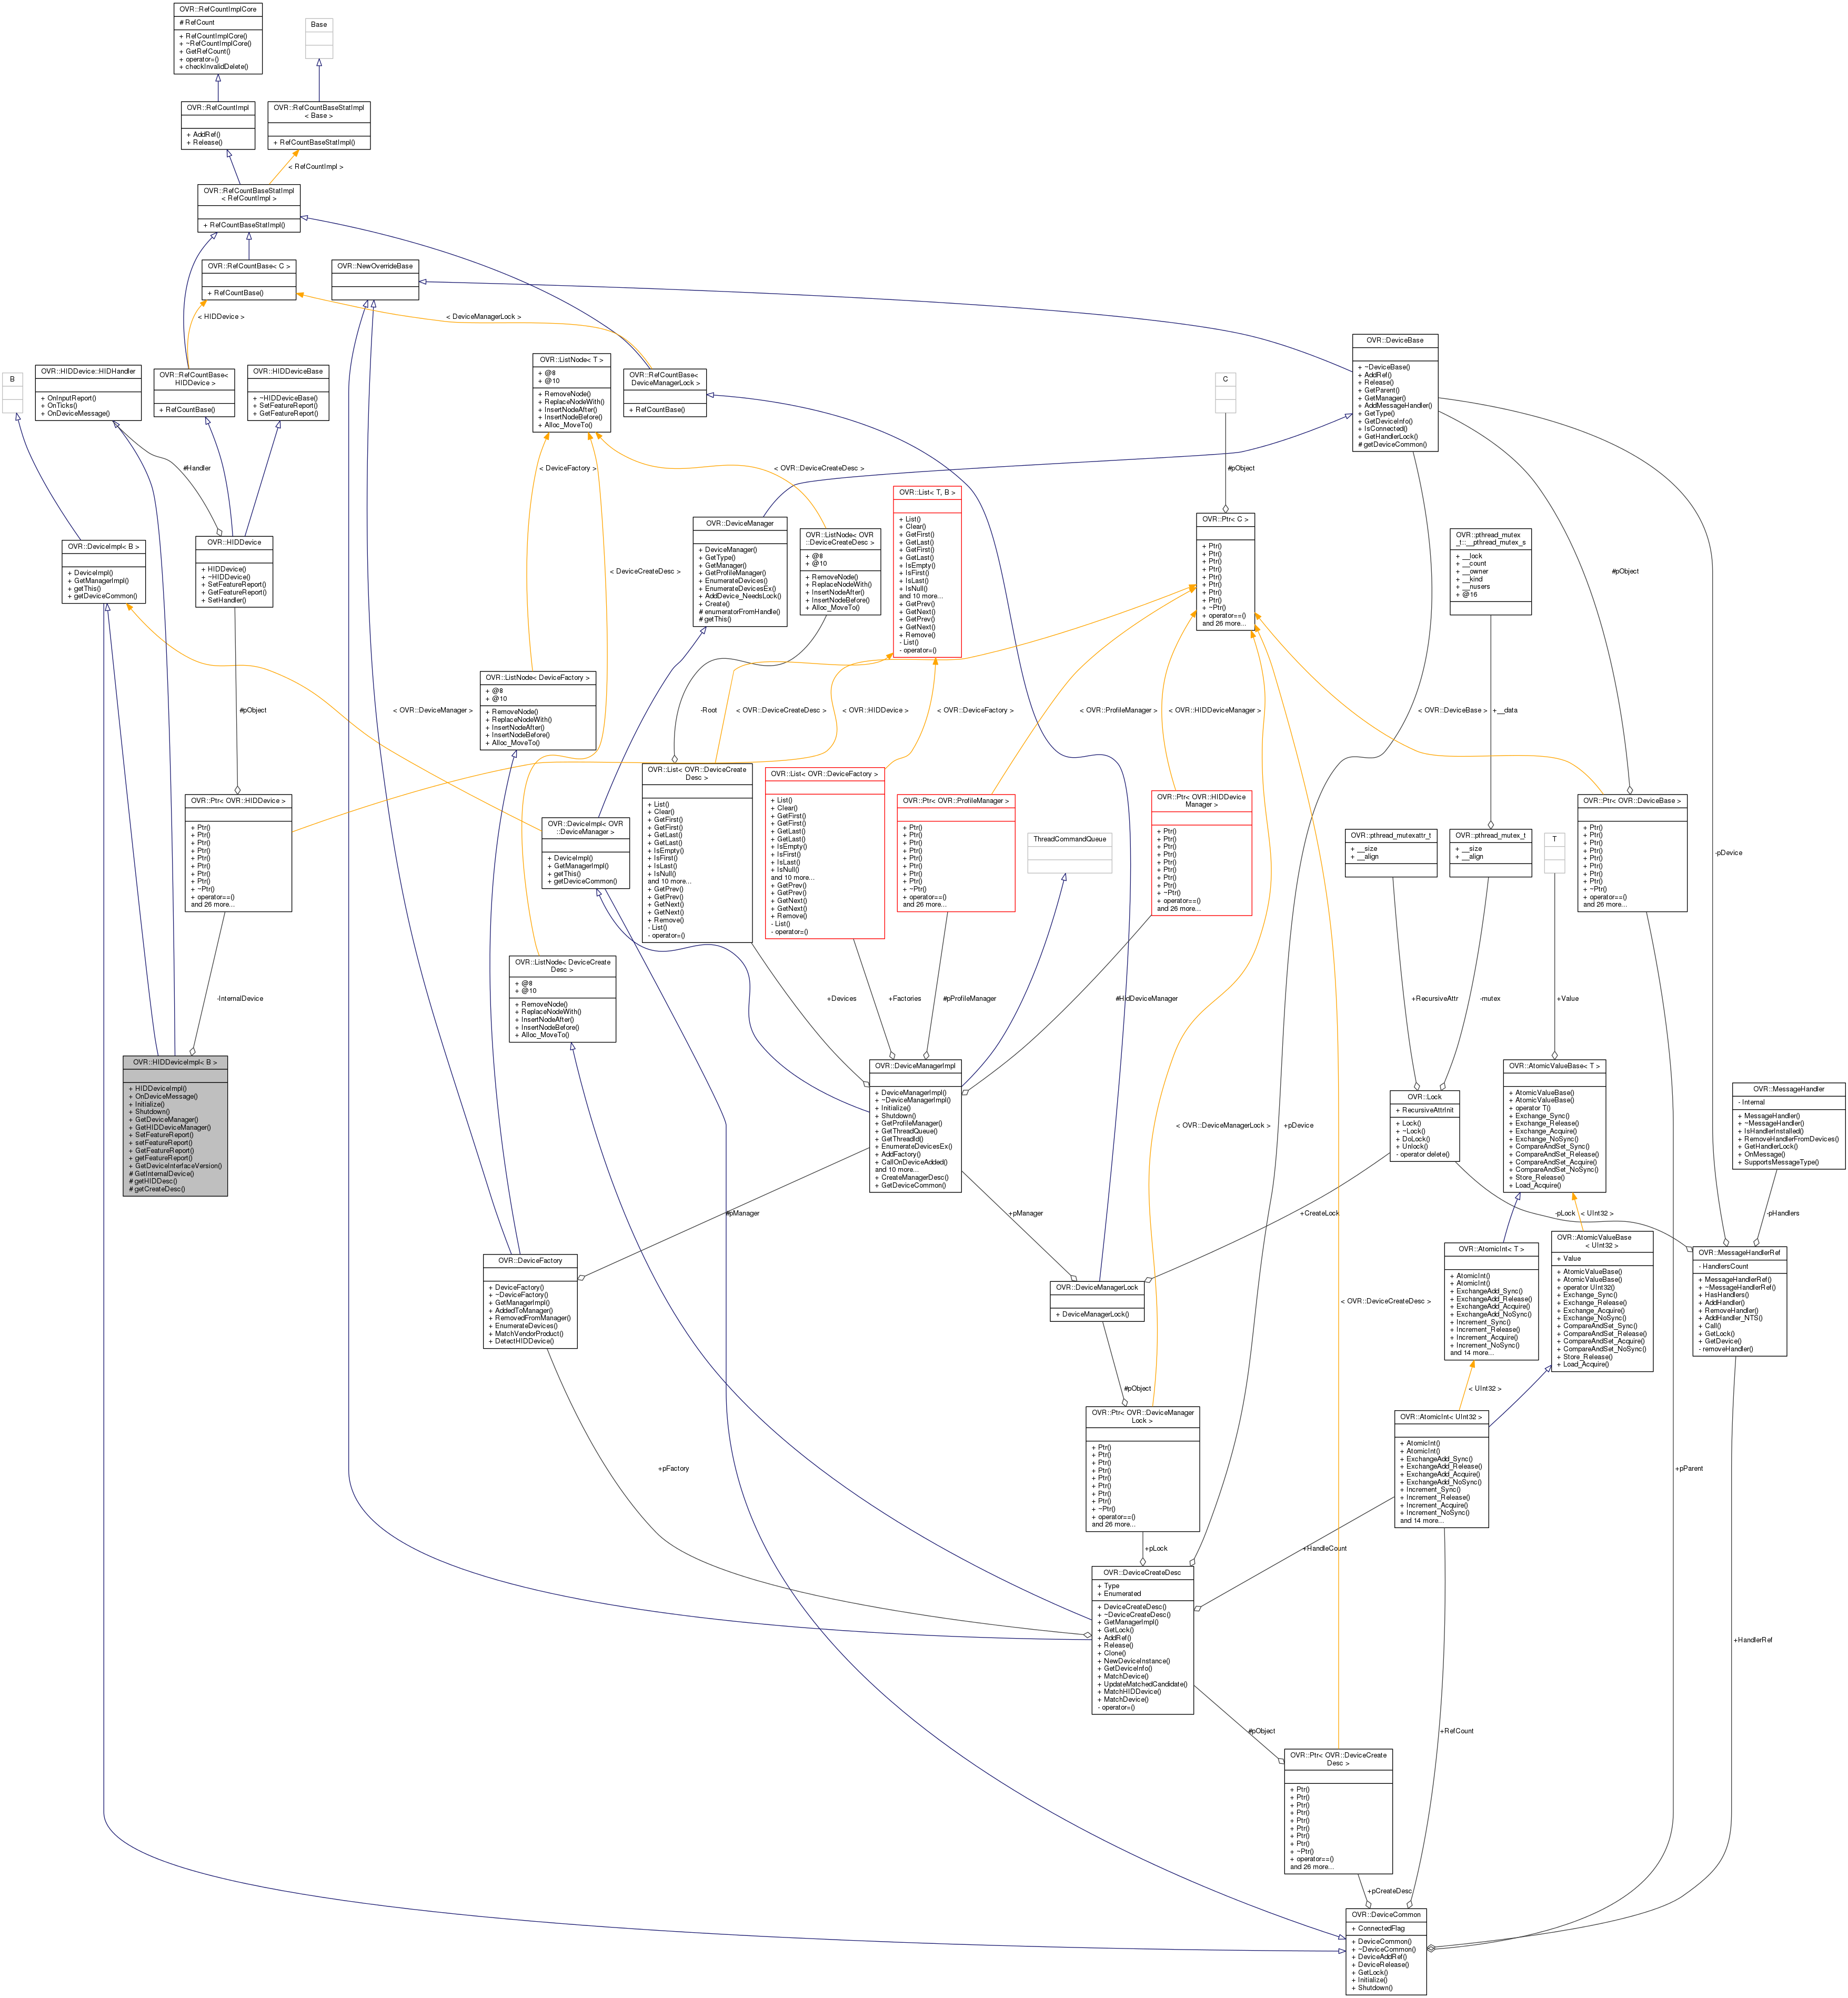 OVR::RefCountImplCore
# RefCount
+ RefCountImplCore()
+ ~RefCountImplCore()
+ GetRefCount()
+ operator=()
+ checkInvalidDelete()
Base
OVR::RefCountImpl
+ AddRef()
+ Release()
OVR::RefCountBaseStatImpl
< Base >
+ RefCountBaseStatImpl()
< RefCountImpl >
OVR::RefCountBaseStatImpl
< RefCountImpl >
+ RefCountBaseStatImpl()
OVR::RefCountBase< C >
+ RefCountBase()
OVR::NewOverrideBase
< HIDDevice >
< DeviceManagerLock >
OVR::DeviceBase
+ ~DeviceBase()
+ AddRef()
+ Release()
+ GetParent()
+ GetManager()
+ AddMessageHandler()
+ GetType()
+ GetDeviceInfo()
+ IsConnected()
+ GetHandlerLock()
# getDeviceCommon()
B
OVR::HIDDevice::HIDHandler
+ OnInputReport()
+ OnTicks()
+ OnDeviceMessage()
OVR::RefCountBase<
HIDDevice >
+ RefCountBase()
OVR::HIDDeviceBase
+ ~HIDDeviceBase()
+ SetFeatureReport()
+ GetFeatureReport()
OVR::ListNode< T >
+ @8
+ @10
+ RemoveNode()
+ ReplaceNodeWith()
+ InsertNodeAfter()
+ InsertNodeBefore()
+ Alloc_MoveTo()
OVR::RefCountBase<
DeviceManagerLock >
+ RefCountBase()
C
#Handler
< DeviceFactory >
< OVR::DeviceCreateDesc >
#pObject
OVR::DeviceImpl< B >
+ DeviceImpl()
+ GetManagerImpl()
+ getThis()
+ getDeviceCommon()
OVR::HIDDevice
+ HIDDevice()
+ ~HIDDevice()
+ SetFeatureReport()
+ GetFeatureReport()
+ SetHandler()
< DeviceCreateDesc >
OVR::DeviceManager
+ DeviceManager()
+ GetType()
+ GetManager()
+ GetProfileManager()
+ EnumerateDevices()
+ EnumerateDevicesEx()
+ AddDevice_NeedsLock()
+ Create()
# enumeratorFromHandle()
# getThis()
OVR::ListNode< OVR
::DeviceCreateDesc >
+ @8
+ @10
+ RemoveNode()
+ ReplaceNodeWith()
+ InsertNodeAfter()
+ InsertNodeBefore()
+ Alloc_MoveTo()
OVR::List< T, B >
+ List()
+ Clear()
+ GetFirst()
+ GetLast()
+ GetFirst()
+ GetLast()
+ IsEmpty()
+ IsFirst()
+ IsLast()
+ IsNull()
and 10 more...
+ GetPrev()
+ GetNext()
+ GetPrev()
+ GetNext()
+ Remove()
- List()
- operator=()
OVR::Ptr< C >
+ Ptr()
+ Ptr()
+ Ptr()
+ Ptr()
+ Ptr()
+ Ptr()
+ Ptr()
+ Ptr()
+ ~Ptr()
+ operator==()
and 26 more...
OVR::pthread_mutex
_t::__pthread_mutex_s
+ __lock
+ __count
+ __owner
+ __kind
+ __nusers
+ @16
#pObject
OVR::ListNode< DeviceFactory >
+ @8
+ @10
+ RemoveNode()
+ ReplaceNodeWith()
+ InsertNodeAfter()
+ InsertNodeBefore()
+ Alloc_MoveTo()
#pObject
< OVR::DeviceManager >
-Root
< OVR::DeviceCreateDesc >
< OVR::HIDDevice >
< OVR::DeviceFactory >
< OVR::ProfileManager >
< OVR::HIDDeviceManager >
< OVR::DeviceBase >
+__data
OVR::Ptr< OVR::HIDDevice >
+ Ptr()
+ Ptr()
+ Ptr()
+ Ptr()
+ Ptr()
+ Ptr()
+ Ptr()
+ Ptr()
+ ~Ptr()
+ operator==()
and 26 more...
OVR::DeviceImpl< OVR
::DeviceManager >
+ DeviceImpl()
+ GetManagerImpl()
+ getThis()
+ getDeviceCommon()
OVR::List< OVR::DeviceCreate
Desc >
+ List()
+ Clear()
+ GetFirst()
+ GetFirst()
+ GetLast()
+ GetLast()
+ IsEmpty()
+ IsFirst()
+ IsLast()
+ IsNull()
and 10 more...
+ GetPrev()
+ GetPrev()
+ GetNext()
+ GetNext()
+ Remove()
- List()
- operator=()
OVR::List< OVR::DeviceFactory >
+ List()
+ Clear()
+ GetFirst()
+ GetFirst()
+ GetLast()
+ GetLast()
+ IsEmpty()
+ IsFirst()
+ IsLast()
+ IsNull()
and 10 more...
+ GetPrev()
+ GetPrev()
+ GetNext()
+ GetNext()
+ Remove()
- List()
- operator=()
OVR::Ptr< OVR::ProfileManager >
+ Ptr()
+ Ptr()
+ Ptr()
+ Ptr()
+ Ptr()
+ Ptr()
+ Ptr()
+ Ptr()
+ ~Ptr()
+ operator==()
and 26 more...
ThreadCommandQueue
OVR::Ptr< OVR::HIDDevice
Manager >
+ Ptr()
+ Ptr()
+ Ptr()
+ Ptr()
+ Ptr()
+ Ptr()
+ Ptr()
+ Ptr()
+ ~Ptr()
+ operator==()
and 26 more...
OVR::pthread_mutexattr_t
+ __size
+ __align
OVR::pthread_mutex_t
+ __size
+ __align
T
OVR::Ptr< OVR::DeviceBase >
+ Ptr()
+ Ptr()
+ Ptr()
+ Ptr()
+ Ptr()
+ Ptr()
+ Ptr()
+ Ptr()
+ ~Ptr()
+ operator==()
and 26 more...
-pDevice
OVR::ListNode< DeviceCreate
Desc >
+ @8
+ @10
+ RemoveNode()
+ ReplaceNodeWith()
+ InsertNodeAfter()
+ InsertNodeBefore()
+ Alloc_MoveTo()
-InternalDevice
+Devices
+Factories
#pProfileManager
#HidDeviceManager
+RecursiveAttr
-mutex
+Value
OVR::HIDDeviceImpl< B >
+ HIDDeviceImpl()
+ OnDeviceMessage()
+ Initialize()
+ Shutdown()
+ GetDeviceManager()
+ GetHIDDeviceManager()
+ SetFeatureReport()
+ setFeatureReport()
+ GetFeatureReport()
+ getFeatureReport()
+ GetDeviceInterfaceVersion()
# GetInternalDevice()
# getHIDDesc()
# getCreateDesc()
OVR::DeviceManagerImpl
+ DeviceManagerImpl()
+ ~DeviceManagerImpl()
+ Initialize()
+ Shutdown()
+ GetProfileManager()
+ GetThreadQueue()
+ GetThreadId()
+ EnumerateDevicesEx()
+ AddFactory()
+ CallOnDeviceAdded()
and 10 more...
+ CreateManagerDesc()
+ GetDeviceCommon()
< OVR::DeviceManagerLock >
+pDevice
OVR::Lock
+ RecursiveAttrInit
+ Lock()
+ ~Lock()
+ DoLock()
+ Unlock()
- operator delete()
OVR::AtomicValueBase< T >
+ AtomicValueBase()
+ AtomicValueBase()
+ operator T()
+ Exchange_Sync()
+ Exchange_Release()
+ Exchange_Acquire()
+ Exchange_NoSync()
+ CompareAndSet_Sync()
+ CompareAndSet_Release()
+ CompareAndSet_Acquire()
+ CompareAndSet_NoSync()
+ Store_Release()
+ Load_Acquire()
OVR::MessageHandler
- Internal
+ MessageHandler()
+ ~MessageHandler()
+ IsHandlerInstalled()
+ RemoveHandlerFromDevices()
+ GetHandlerLock()
+ OnMessage()
+ SupportsMessageType()
#pManager
+pManager
+CreateLock
-pLock
< UInt32 >
-pHandlers
OVR::DeviceFactory
+ DeviceFactory()
+ ~DeviceFactory()
+ GetManagerImpl()
+ AddedToManager()
+ RemovedFromManager()
+ EnumerateDevices()
+ MatchVendorProduct()
+ DetectHIDDevice()
OVR::DeviceManagerLock
+ DeviceManagerLock()
< OVR::DeviceCreateDesc >
OVR::AtomicInt< T >
+ AtomicInt()
+ AtomicInt()
+ ExchangeAdd_Sync()
+ ExchangeAdd_Release()
+ ExchangeAdd_Acquire()
+ ExchangeAdd_NoSync()
+ Increment_Sync()
+ Increment_Release()
+ Increment_Acquire()
+ Increment_NoSync()
and 14 more...
OVR::AtomicValueBase
< UInt32 >
+ Value
+ AtomicValueBase()
+ AtomicValueBase()
+ operator UInt32()
+ Exchange_Sync()
+ Exchange_Release()
+ Exchange_Acquire()
+ Exchange_NoSync()
+ CompareAndSet_Sync()
+ CompareAndSet_Release()
+ CompareAndSet_Acquire()
+ CompareAndSet_NoSync()
+ Store_Release()
+ Load_Acquire()
OVR::MessageHandlerRef
- HandlersCount
+ MessageHandlerRef()
+ ~MessageHandlerRef()
+ HasHandlers()
+ AddHandler()
+ RemoveHandler()
+ AddHandler_NTS()
+ Call()
+ GetLock()
+ GetDevice()
- removeHandler()
#pObject
< UInt32 >
OVR::Ptr< OVR::DeviceManager
Lock >
+ Ptr()
+ Ptr()
+ Ptr()
+ Ptr()
+ Ptr()
+ Ptr()
+ Ptr()
+ Ptr()
+ ~Ptr()
+ operator==()
and 26 more...
OVR::AtomicInt< UInt32 >
+ AtomicInt()
+ AtomicInt()
+ ExchangeAdd_Sync()
+ ExchangeAdd_Release()
+ ExchangeAdd_Acquire()
+ ExchangeAdd_NoSync()
+ Increment_Sync()
+ Increment_Release()
+ Increment_Acquire()
+ Increment_NoSync()
and 14 more...
+pFactory
+pParent
+pLock
+HandleCount
OVR::DeviceCreateDesc
+ Type
+ Enumerated
+ DeviceCreateDesc()
+ ~DeviceCreateDesc()
+ GetManagerImpl()
+ GetLock()
+ AddRef()
+ Release()
+ Clone()
+ NewDeviceInstance()
+ GetDeviceInfo()
+ MatchDevice()
+ UpdateMatchedCandidate()
+ MatchHIDDevice()
+ MatchDevice()
- operator=()
+HandlerRef
#pObject
+RefCount
OVR::Ptr< OVR::DeviceCreate
Desc >
+ Ptr()
+ Ptr()
+ Ptr()
+ Ptr()
+ Ptr()
+ Ptr()
+ Ptr()
+ Ptr()
+ ~Ptr()
+ operator==()
and 26 more...
+pCreateDesc
OVR::DeviceCommon
+ ConnectedFlag
+ DeviceCommon()
+ ~DeviceCommon()
+ DeviceAddRef()
+ DeviceRelease()
+ GetLock()
+ Initialize()
+ Shutdown()